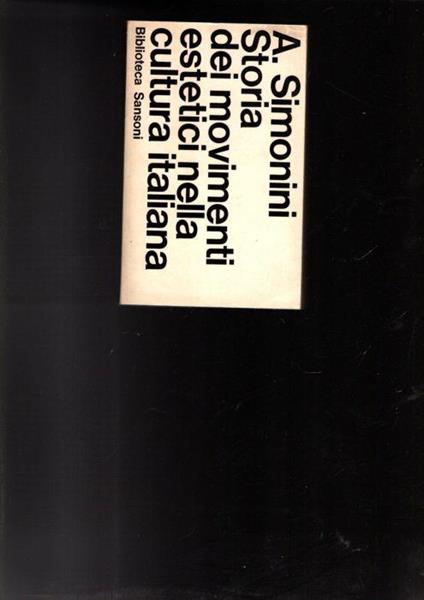 A. Simonini
Storia
dei movimenti
estetici nella
cultura italiana
Biblioteca Sansoni